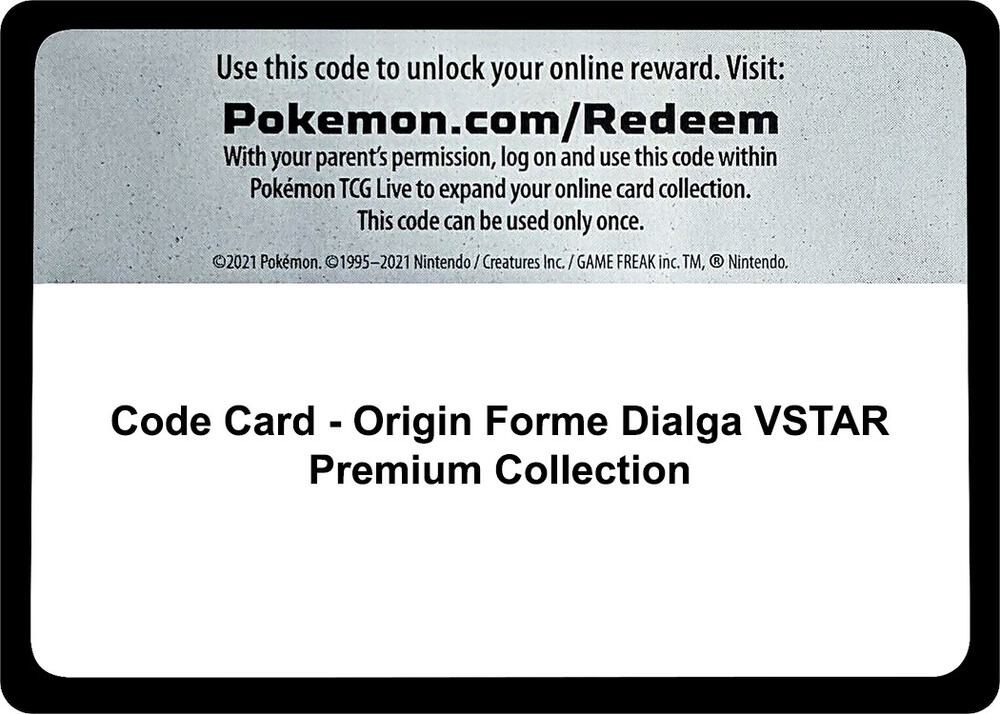 Use this code to unlock your online reward. Visit:
Pokemon.com/Redeem
With your parent's permission, log on and use this code within
Pokémon TCG Live to expand your online card collection.
This code can be used only once.
©2021 Pokémon. ©1995–2021 Nintendo / Creatures Inc. / GAME FREAK inc. TM, ® Nintendo.
Code Card - Origin Forme Dialga VSTAR
Premium Collection